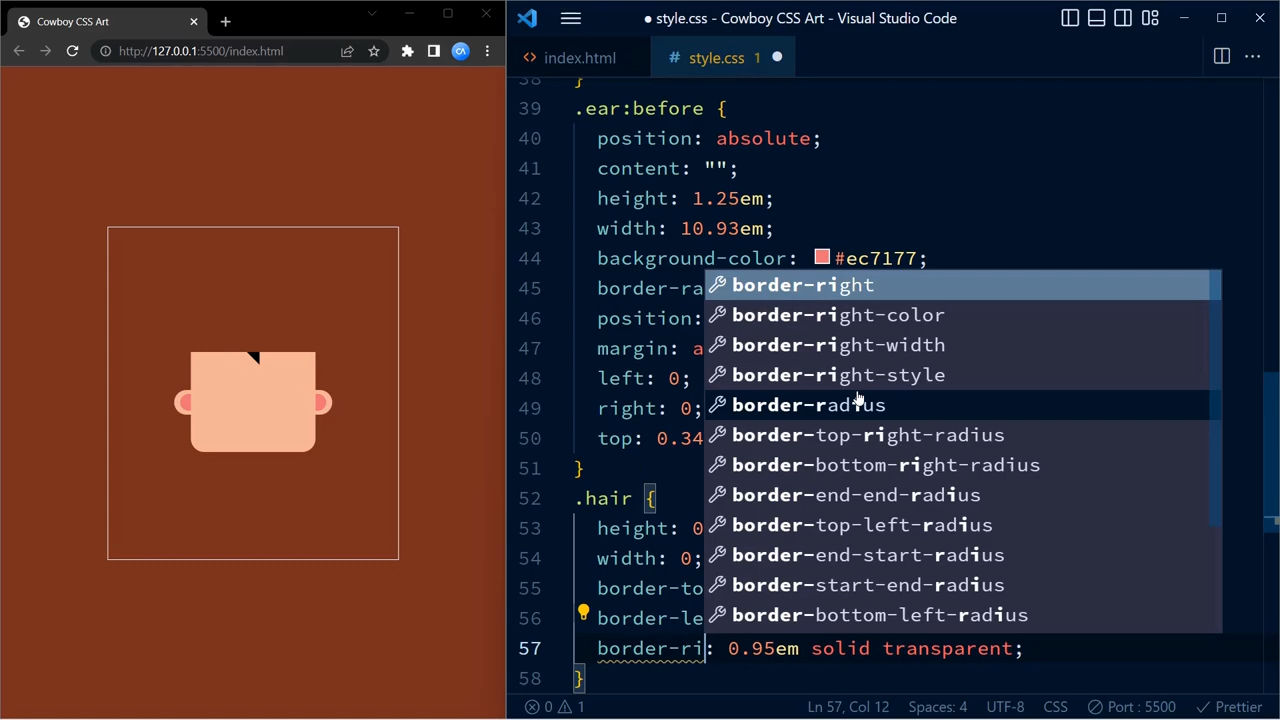 Cowboy CSS Art
style.css - Cowboy CSS Art - Visual Studio Code
http://127.0.0.1:5500/index.html
index.html
style.css 1
38 }
39 .ear:before {
40 position: absolute;
41 content: "";
42 height: 1.25em;
43 width: 10.93em;
44 background-color: #ec7177;
45 border-ra
46 position:
47 margin: a
48 left: 0;
49 right: 0;
50 top: 0.34
51 }
52 .hair {
53 height: 0
54 width: 0;
55 border-to
56 border-le
57 border-ri: 0.95em solid transparent;
58 }
border-right
border-right-color
border-right-width
border-right-style
border-radius
border-top-right-radius
border-bottom-right-radius
border-end-end-radius
border-top-left-radius
border-end-start-radius
border-start-end-radius
border-bottom-left-radius
0 1 Ln 57, Col 12 Spaces: 4 UTF-8 CSS Port : 5500 Prettier